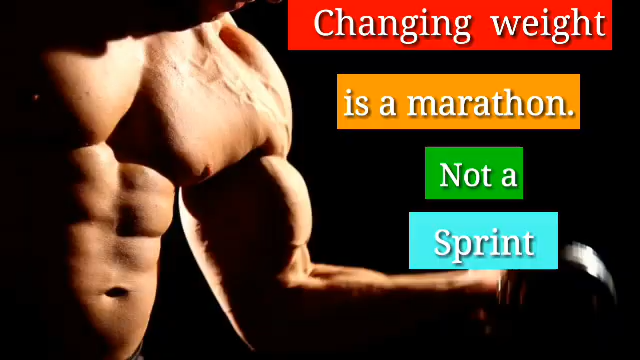 Changing weight
is a marathon.
Not a
Sprint